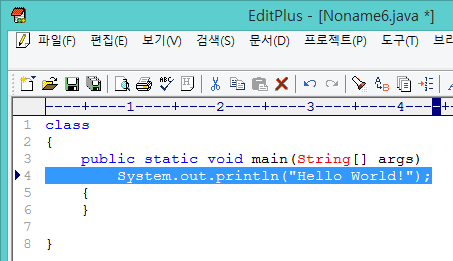 EditPlus - [Noname6.java *]
파일(F) 편집(E) 보기(V) 검색(S) 문서(D) 프로젝트(P) 도구(T) 브라
----+----1----+----2----+----3----+----4----+-
1 class
2 {
3 public static void main(String[] args)
4 System.out.println("Hello World!");
5 {
6 }
7
8 }